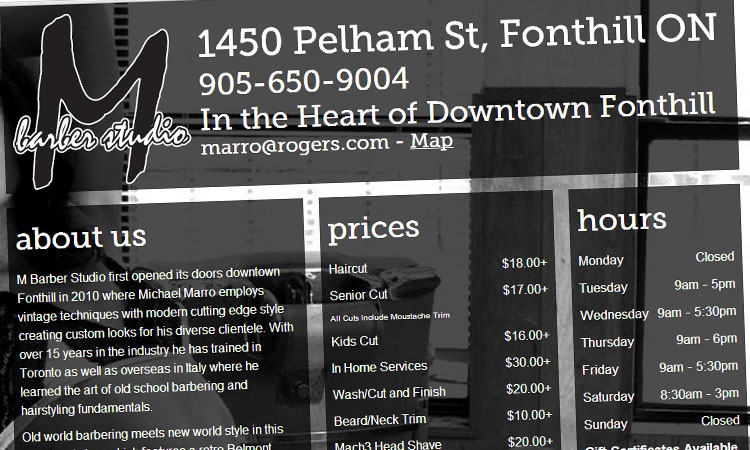 M
barber studio
1450 Pelham St, Fonthill ON
905-650-9004
In the Heart of Downtown Fonthill
marro@rogers.com - Map
about us
M Barber Studio first opened its doors downtown
Fonthill in 2010 where Michael Marro employs
vintage techniques with modern cutting edge style
creating custom looks for his diverse clientele. With
over 15 years in the industry he has trained in
Toronto as well as overseas in Italy where he
learned the art of old school barbering and
hairstyling fundamentals.
Old world barbering meets new world style in this
which features a retro Belmont
prices
Haircut $18.00+
Senior Cut $17.00+
All Cuts Include Moustache Trim
Kids Cut $16.00+
In Home Services $30.00+
Wash/Cut and Finish $20.00+
Beard/Neck Trim $10.00+
Mach3 Head Shave $20.00+
hours
Monday Closed
Tuesday 9am - 5pm
Wednesday 9am - 5:30pm
Thursday 9am - 6pm
Friday 9am - 5:30pm
Saturday 8:30am - 3pm
Sunday Closed
Gift Certificates Available